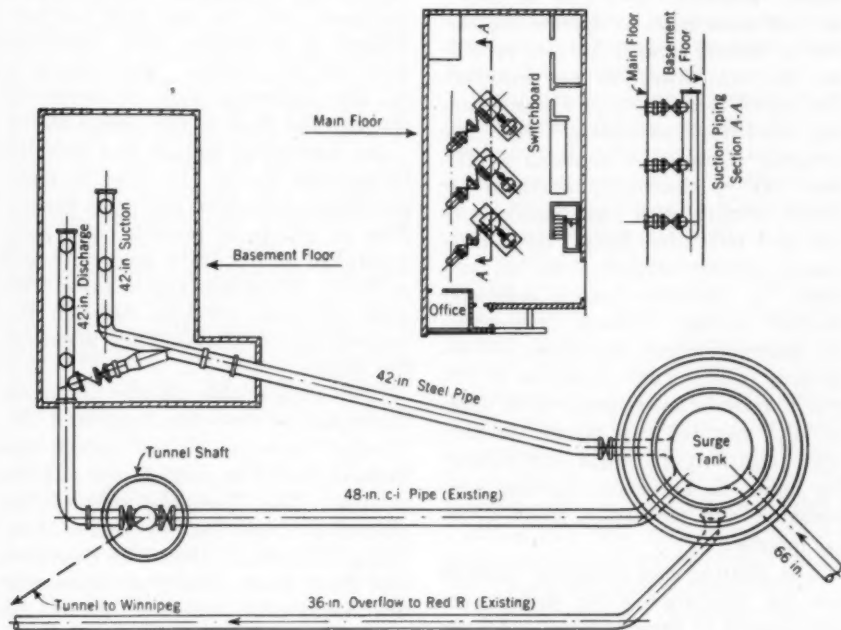 A
A
Main Floor
Switchboard
Office
Main Floor
Basement
Floor
Suction Piping
Section A-A
42-in. Discharge
42-in Suction
Basement Floor
42-in Steel Pipe
Surge
Tank
Tunnel Shaft
48-in. c-i Pipe (Existing)
66 in.
Tunnel to Winnipeg
36-in. Overflow to Red R (Existing)